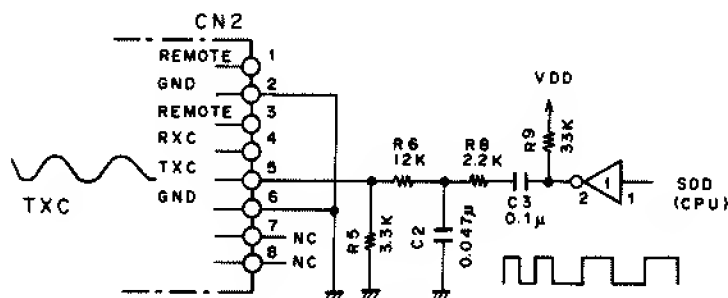 CN2
REMOTE 1
GND 2
REMOTE 3
RXC 4
TXC 5
GND 6
7 NC
8 NC
TXC
R5
3.3K
R6
12K
C2
0.047μ
R8
2.2K
C3
0.1μ
VDD
R9
33K
2 1 1
SOD
(CPU)